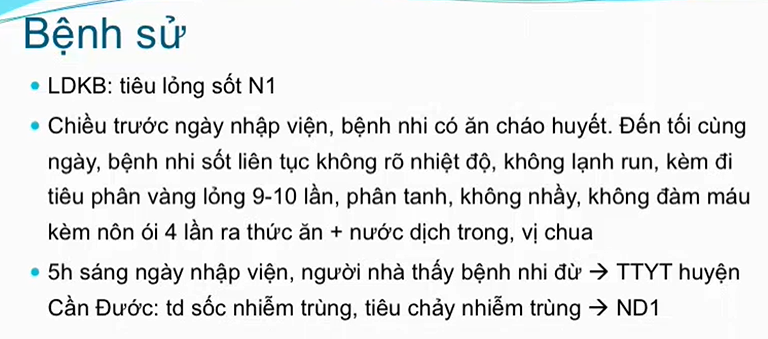 Bệnh sử
• LDKB: tiêu lỏng sốt N1
• Chiều trước ngày nhập viện, bệnh nhi có ăn cháo huyết. Đến tối cùng
ngày, bệnh nhi sốt liên tục không rõ nhiệt độ, không lạnh run, kèm đi
tiêu phân vàng lỏng 9-10 lần, phân tanh, không nhầy, không đàm máu
kèm nôn ói 4 lần ra thức ăn + nước dịch trong, vị chua
• 5h sáng ngày nhập viện, người nhà thấy bệnh nhi đừ → TTYT huyện
Cần Đước: td sốc nhiễm trùng, tiêu chảy nhiễm trùng → ND1